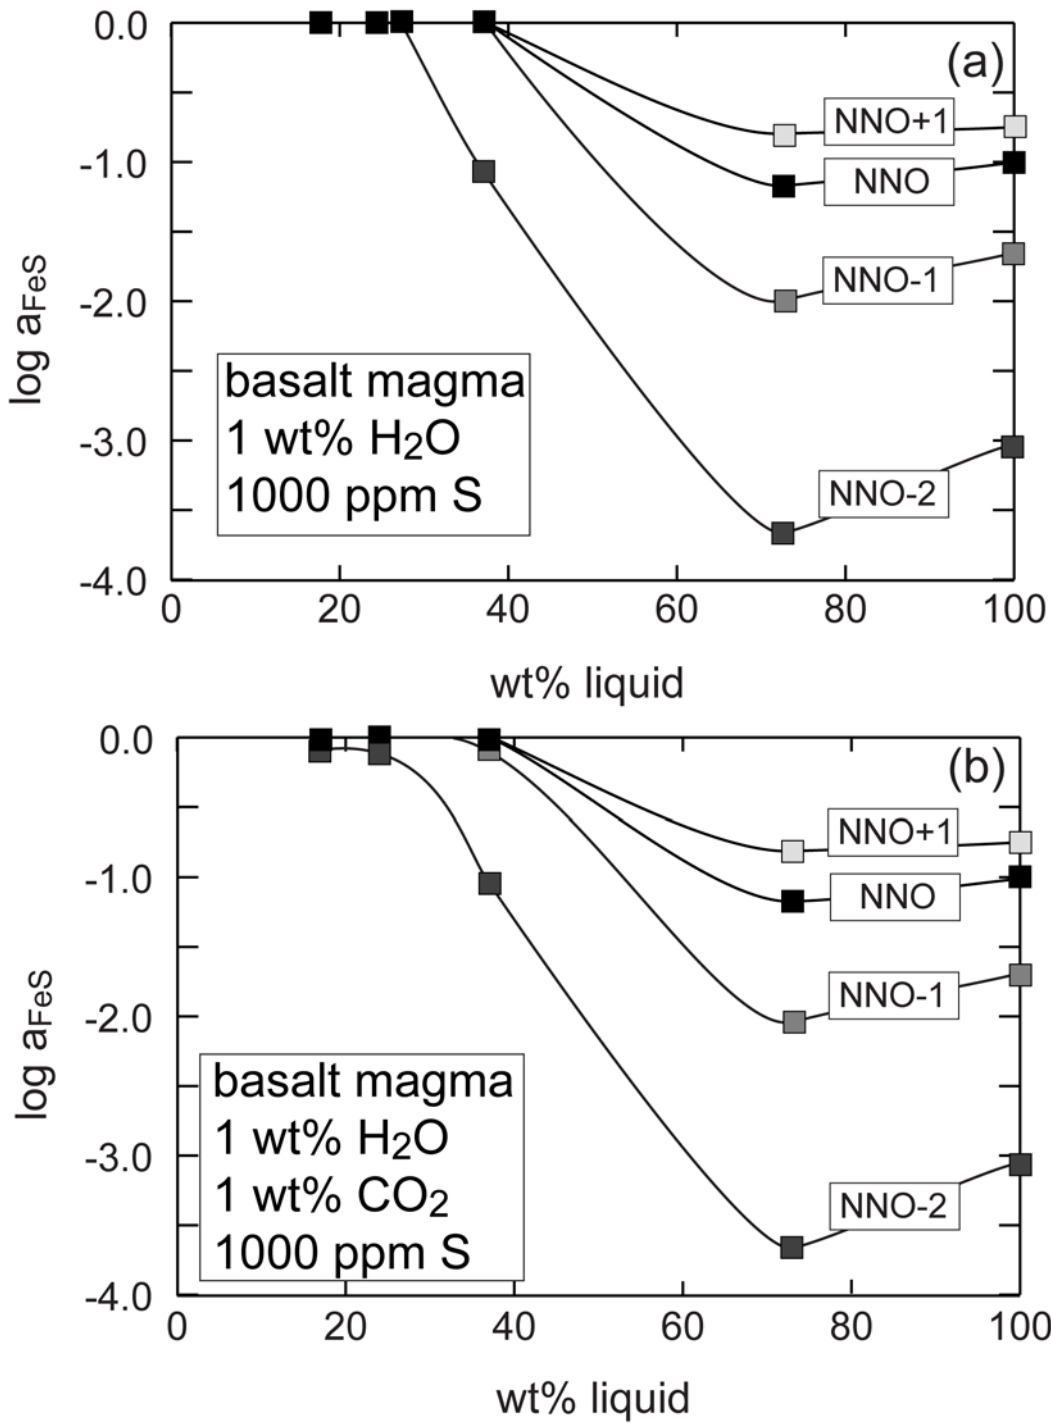 0.0
(a)
NNO+1
-1.0
NNO
log aFeS
NNO-1
-2.0
basalt magma
1 wt% H2O
-3.0
1000 ppm S
NNO-2
-4.0
0 20 40 60 80 100
wt% liquid
0.0
(b)
NNO+1
-1.0
NNO
log aFeS
NNO-1
-2.0
basalt magma
1 wt% H2O
-3.0
1 wt% CO2
NNO-2
1000 ppm S
-4.0
0 20 40 60 80 100
wt% liquid